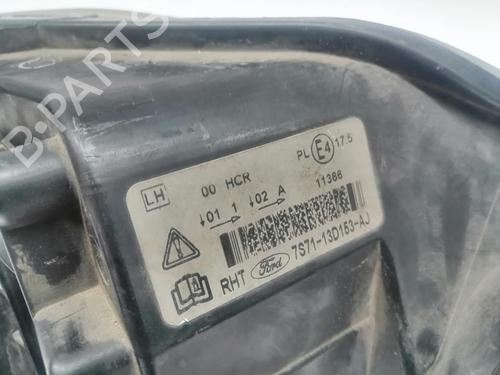 B-PARTS
LH 00 HCR PL E4 17.5
01 1 02 A 11366
A RHT Ford 7S71-13D153-AJ